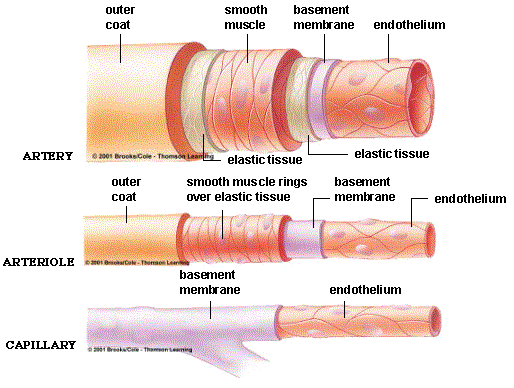 outer
coat
smooth
muscle
basement
membrane
endothelium
ARTERY
© 2001 Brooks/Cole - Thomson Learning
elastic tissue
elastic tissue
outer
coat
smooth muscle rings
over elastic tissue
basement
membrane
endothelium
ARTERIOLE
©2001 Brooks/Cole - Thomson Learning
basement
membrane
endothelium
CAPILLARY
© 2001 Brooks/Cole - Thomson Learning